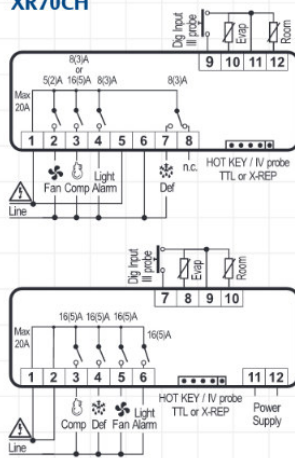 XR70CH
Dig Input
III probe
Evap
Room
9 10 11 12
8(3)A
or
5(2)A 16(5)A 8(3)A 8(3)A
Max
20A
1 2 3 4 5 6 7 8
n.c.
HOT KEY / IV probe
TTL or X-REP
Fan Comp Light
Alarm
Def
Line
Dig Input
III probe
Evap
Room
7 8 9 10
16(5)A 16(5)A 16(5)A
16(5)A
Max
20A
1 2 3 4 5 6
11 12
HOT KEY / IV probe
TTL or X-REP
Power
Supply
Comp Def Fan Light
Alarm
Line